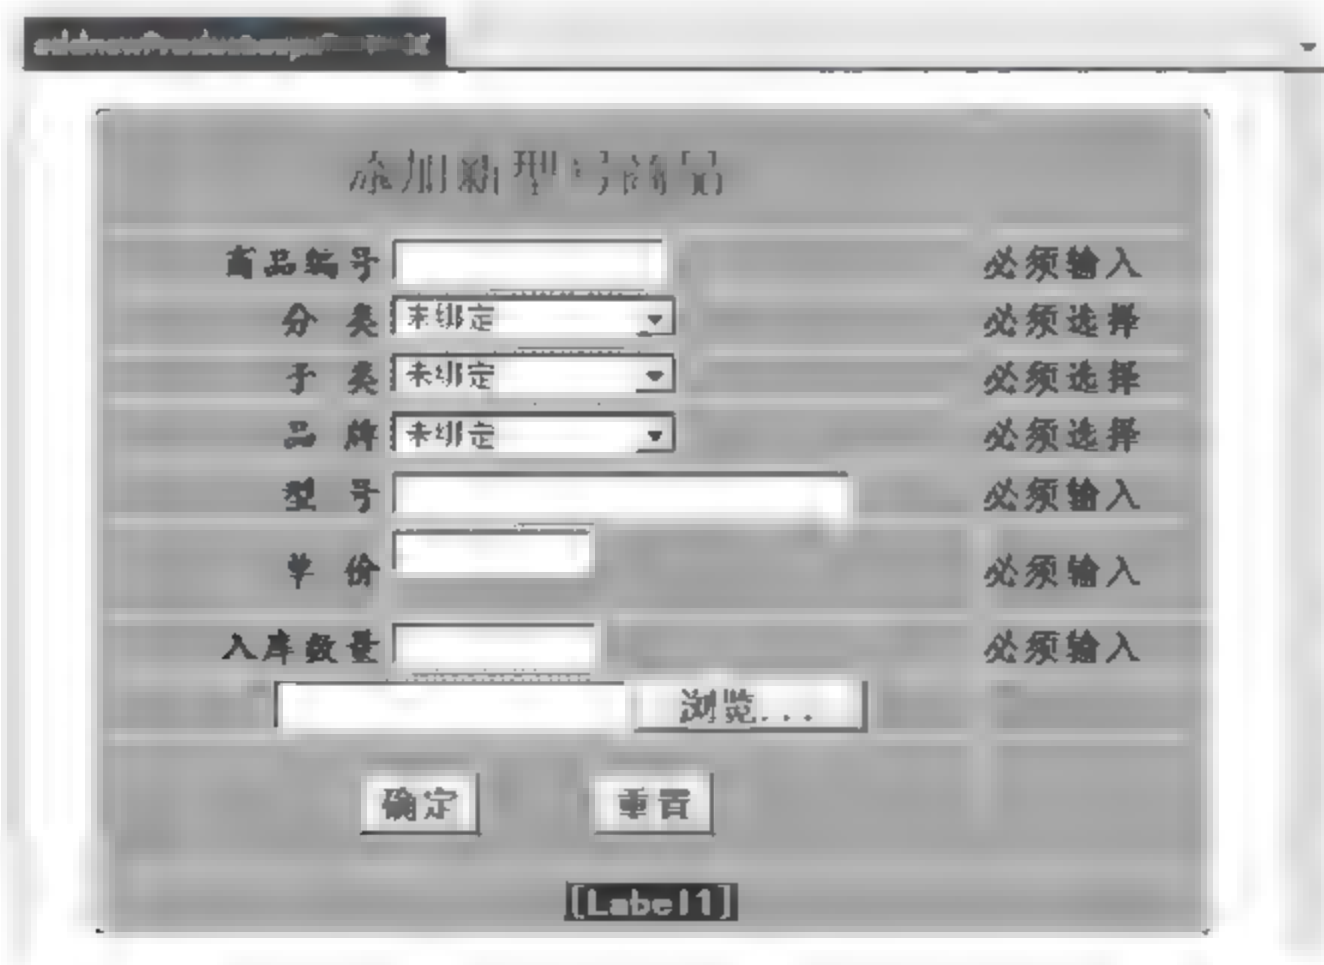 添加新型号商品
商品编号 必须输入
分 类 未绑定 必须选择
子 类 未绑定 必须选择
品 牌 未绑定 必须选择
型 号 必须输入
单 价 必须输入
入库数量 必须输入
浏览...
确定 重置
[Label1]